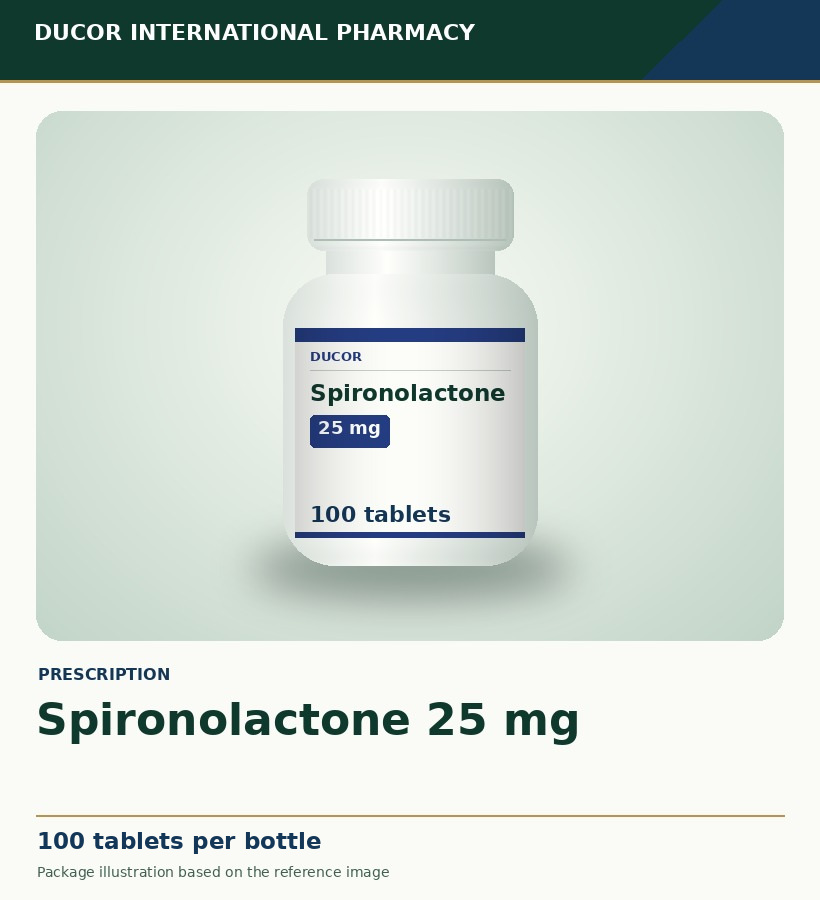 DUCOR INTERNATIONAL PHARMACY
DUCOR
Spironolactone
25 mg
100 tablets
PRESCRIPTION
Spironolactone 25 mg
100 tablets per bottle
Package illustration based on the reference image